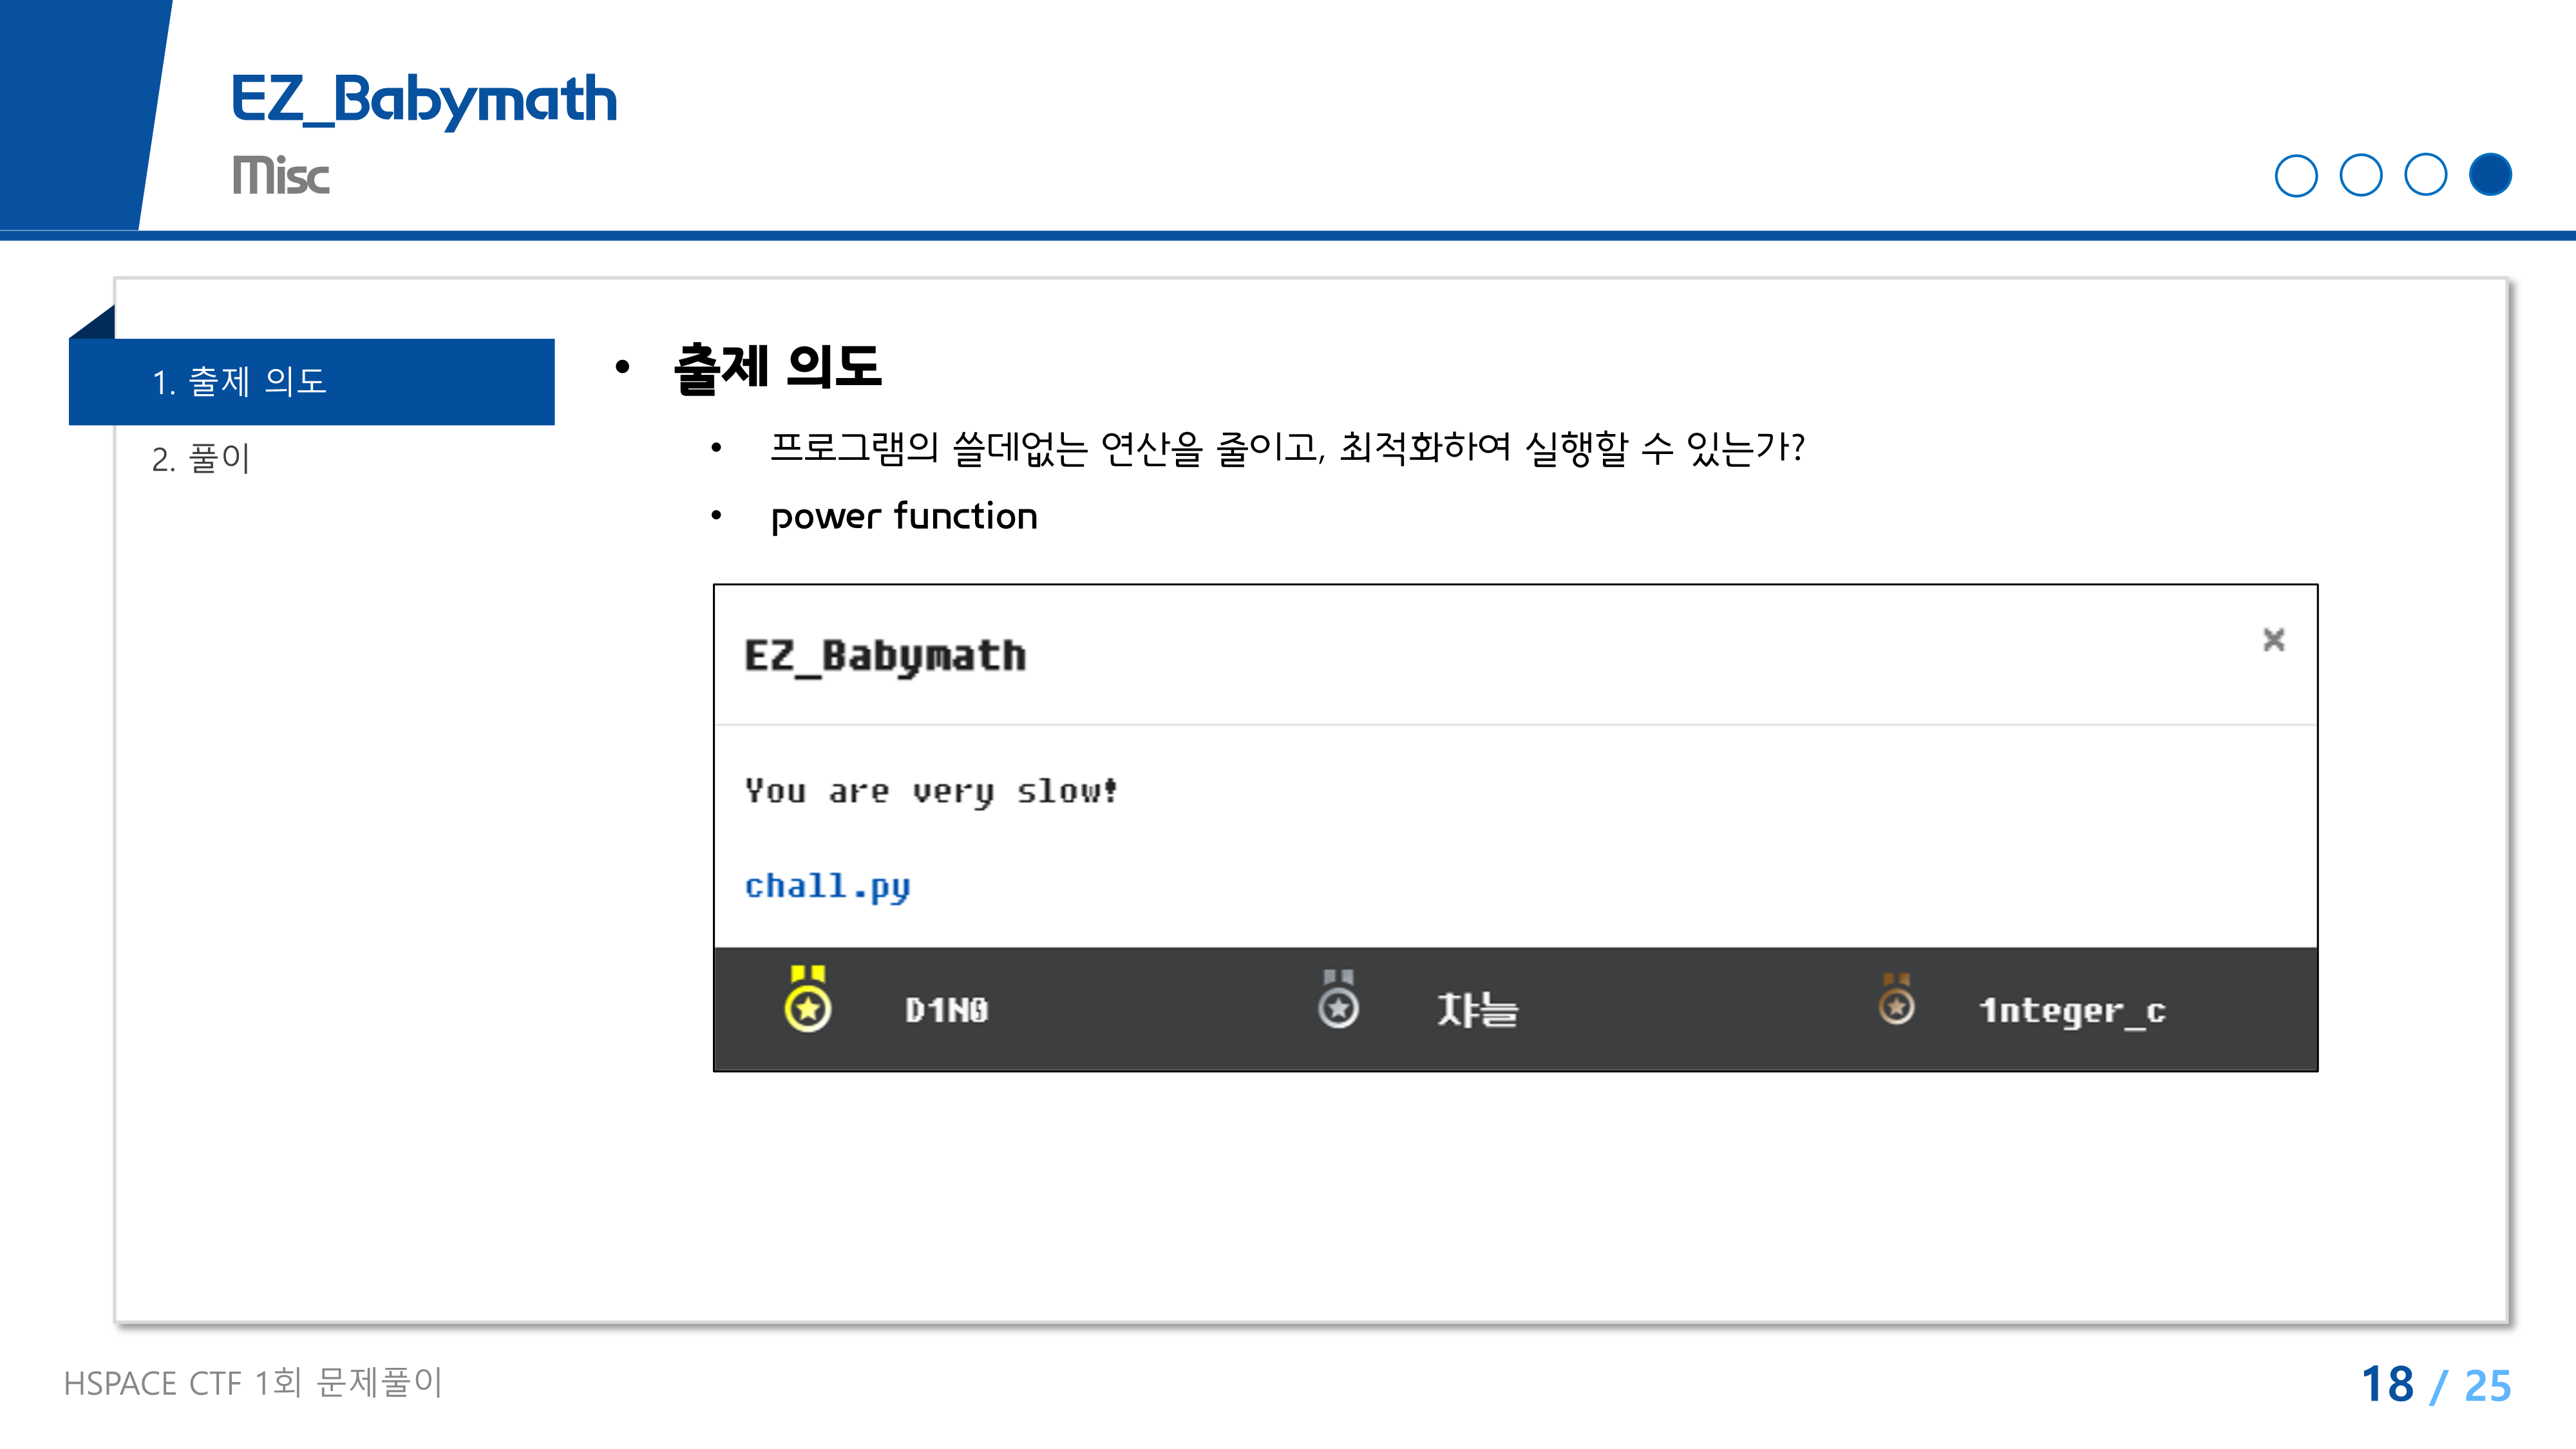 EZ_Babymath
Misc
1. 출제 의도
2. 풀이
• 출제 의도
• 프로그램의 쓸데없는 연산을 줄이고, 최적화하여 실행할 수 있는가?
• power function
EZ_Babymath
×
You are very slow!
chall.py
D1N0 챠늘 1nteger_c
HSPACE CTF 1회 문제풀이
18 / 25